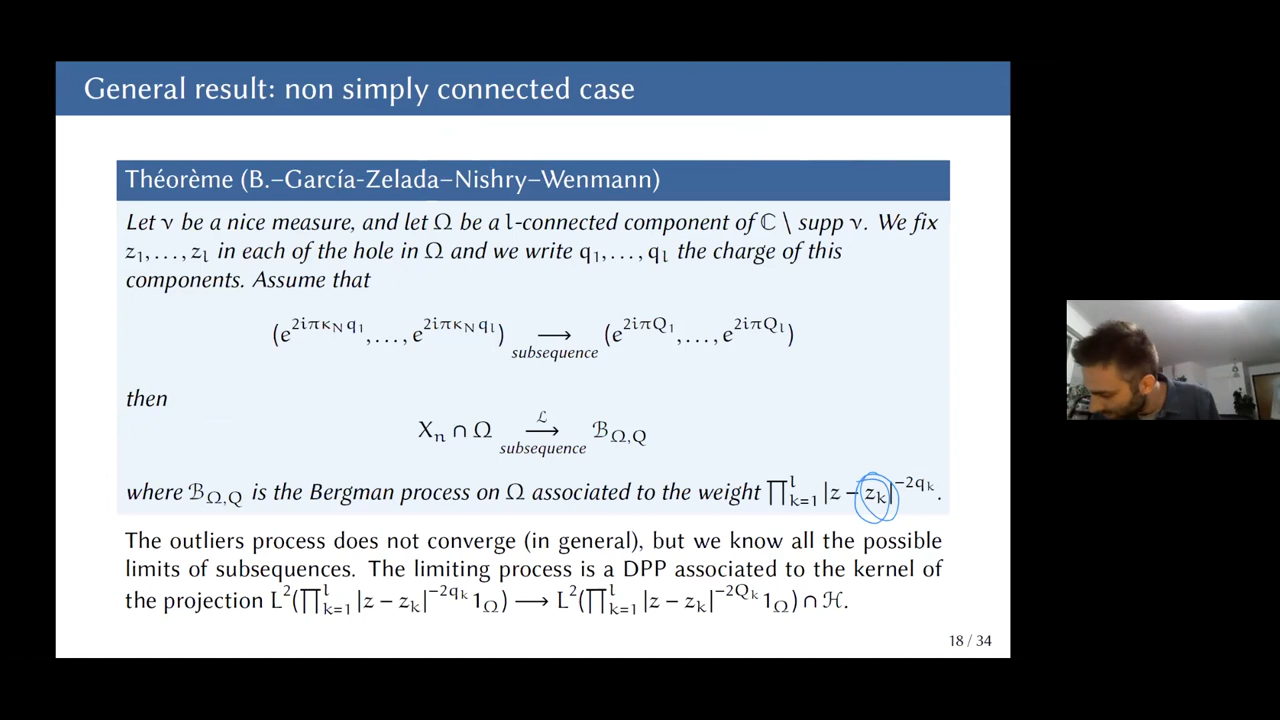 General result: non simply connected case
Théorème (B.–García-Zelada–Nishry–Wenmann)
Let ν be a nice measure, and let Ω be a l-connected component of ℂ \ supp ν. We fix
z₁, …, z_l in each of the hole in Ω and we write q₁, …, q_l the charge of this
components. Assume that
(e^{2iπκ_N q₁}, …, e^{2iπκ_N q_l}) ⟶ (e^{2iπQ₁}, …, e^{2iπQ_l})
subsequence
then
ℒ
X_n ∩ Ω ⟶ ℬ_{Ω,Q}
subsequence
where ℬ_{Ω,Q} is the Bergman process on Ω associated to the weight ∏_{k=1}^{l} |z − z_k|^{−2q_k}.
The outliers process does not converge (in general), but we know all the possible
limits of subsequences. The limiting process is a DPP associated to the kernel of
the projection L²(∏_{k=1}^{l} |z − z_k|^{−2q_k} 1_Ω) ⟶ L²(∏_{k=1}^{l} |z − z_k|^{−2Q_k} 1_Ω) ∩ ℋ.
18 / 34